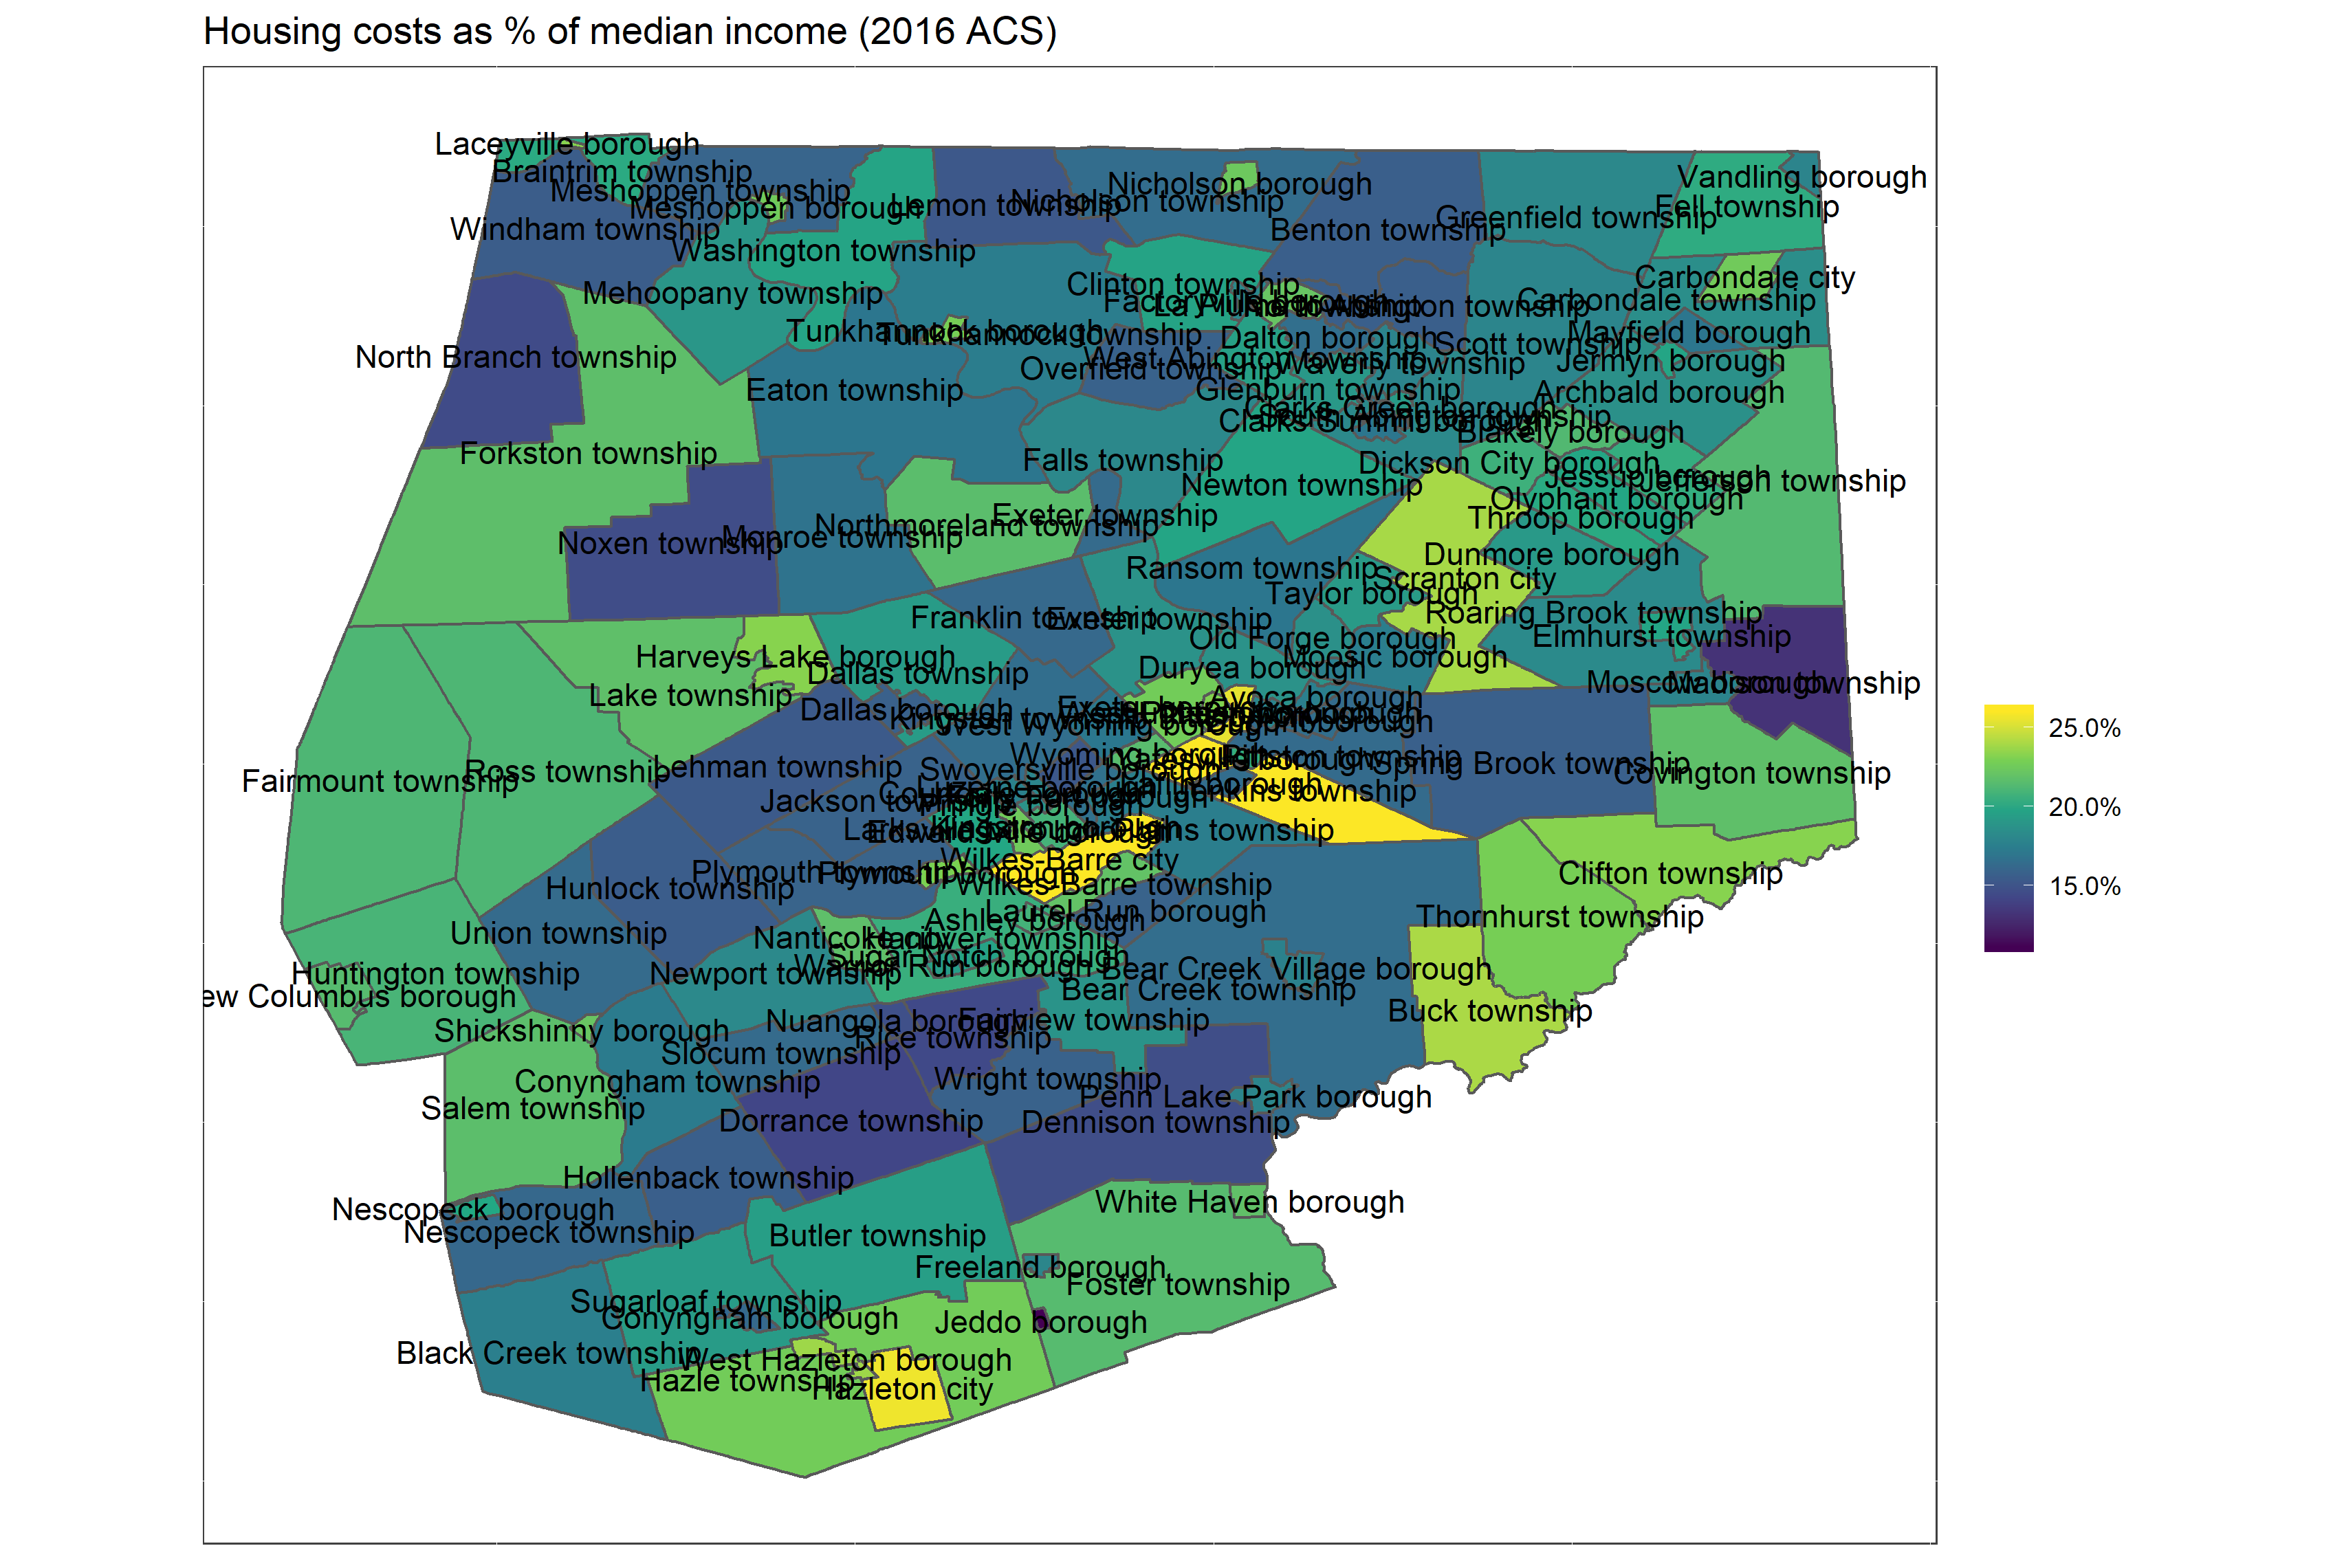 Housing costs as % of median income (2016 ACS)
Laceyville borough
Braintrim township
Meshoppen township
Meshoppen borough
Lemon township
Nicholson borough
Nicholson township
Vandling borough
Fell township
Greenfield township
Benton township
Windham township
Washington township
Mehoopany township
Clinton township
Factoryville borough
Carbondale city
Carbondale township
Mayfield borough
Tunkhannock borough
Tunkhannock township
Dalton borough
Scott township
North Branch township
West Abington township
Waverly township
Overfield township
Jermyn borough
Eaton township
Glenburn township
Archbald borough
Clarks Green borough
South Abington township
Clarks Summit borough
Blakely borough
Forkston township
Falls township
Dickson City borough
Jessup borough
Jefferson township
Newton township
Olyphant borough
Throop borough
Exeter township
Northmoreland township
Noxen township
Monroe township
Dunmore borough
Ransom township
Scranton city
Taylor borough
Franklin township
Exeter township
Roaring Brook township
Old Forge borough
Elmhurst township
Harveys Lake borough
Moosic borough
Duryea borough
Dallas township
Moscow borough
Madison township
Lake township
Avoca borough
Dallas borough
Kingston township
West Wyoming borough
Wyoming borough
Pittston township
Spring Brook township
Covington township
Fairmount township
Ross township
Lehman township
Swoyersville borough
Jenkins township
Jackson township
Pringle borough
Edwardsville borough
Plains township
Wilkes-Barre city
Clifton township
Plymouth township
Plymouth borough
Wilkes-Barre township
Hunlock township
Laurel Run borough
Ashley borough
Thornhurst township
Union township
Nanticoke city
Hanover township
Sugar Notch borough
Warrior Run borough
Huntington township
Newport township
Bear Creek Village borough
Bear Creek township
ew Columbus borough
Buck township
Shickshinny borough
Nuangola borough
Fairview township
Rice township
Slocum township
Conyngham township
Wright township
Penn Lake Park borough
Salem township
Dorrance township
Dennison township
Hollenback township
White Haven borough
Nescopeck borough
Nescopeck township
Butler township
Freeland borough
Foster township
Sugarloaf township
Conyngham borough
Jeddo borough
Black Creek township
West Hazleton borough
Hazle township
Hazleton city
25.0%
20.0%
15.0%